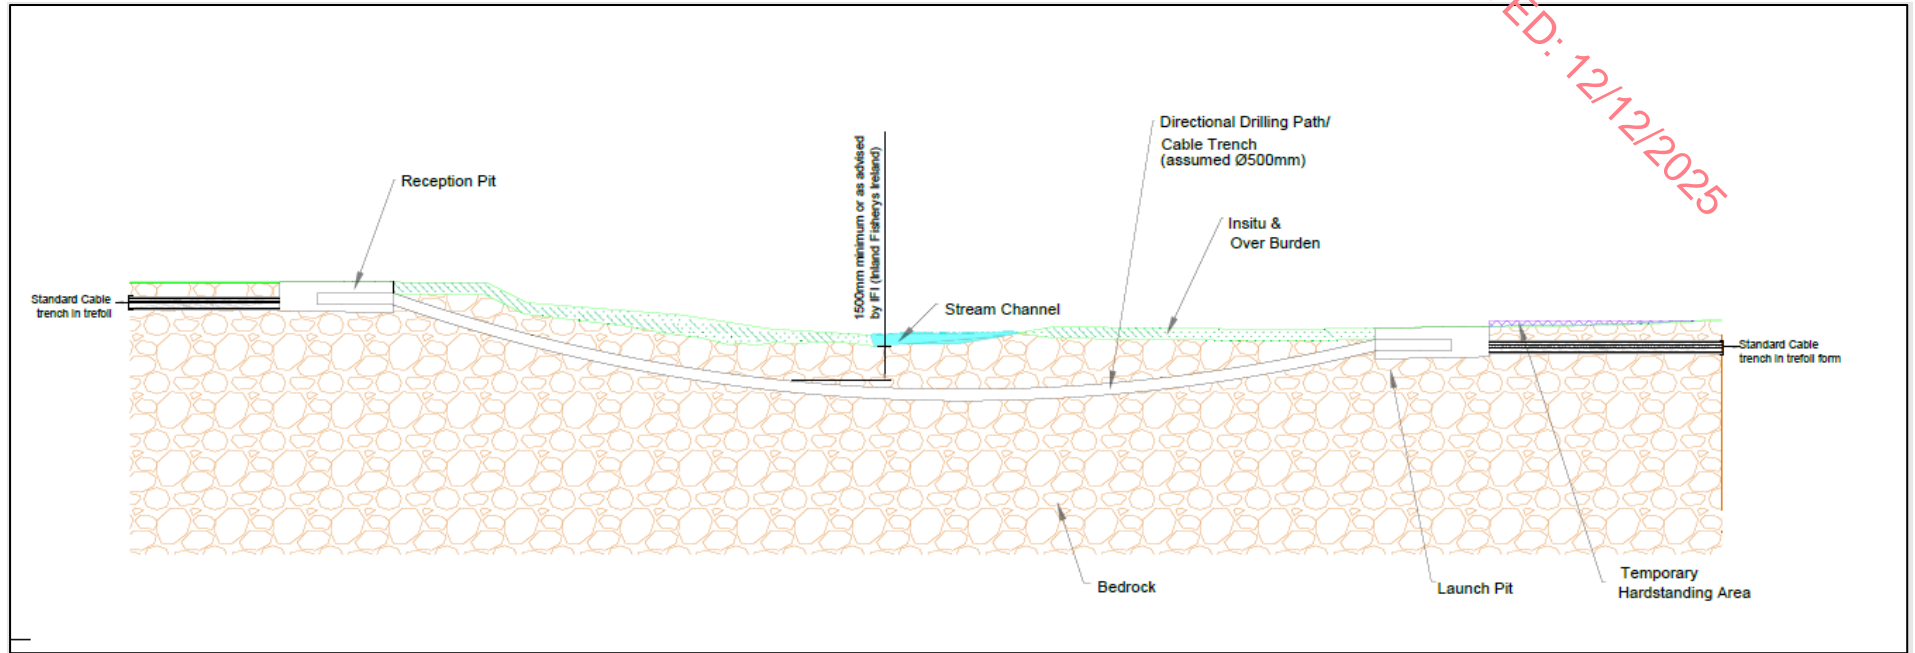 ED: 12/12/2025
Directional Drilling Path/
Cable Trench
(assumed Ø500mm)
1500mm minimum or as advised
by IFI (Inland Fisherys Ireland)
Reception Pit
Insitu &
Over Burden
Standard Cable
trench in trefoil
Stream Channel
Standard Cable
trench in trefoil form
Bedrock
Launch Pit
Temporary
Hardstanding Area